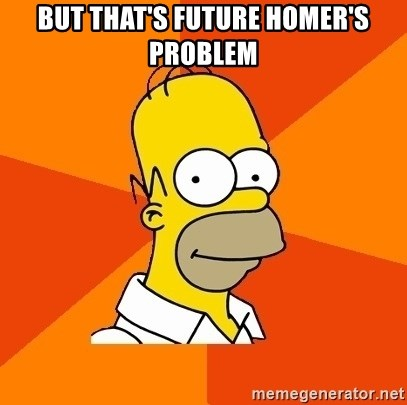 BUT THAT'S FUTURE HOMER'S
PROBLEM
memegenerator.net